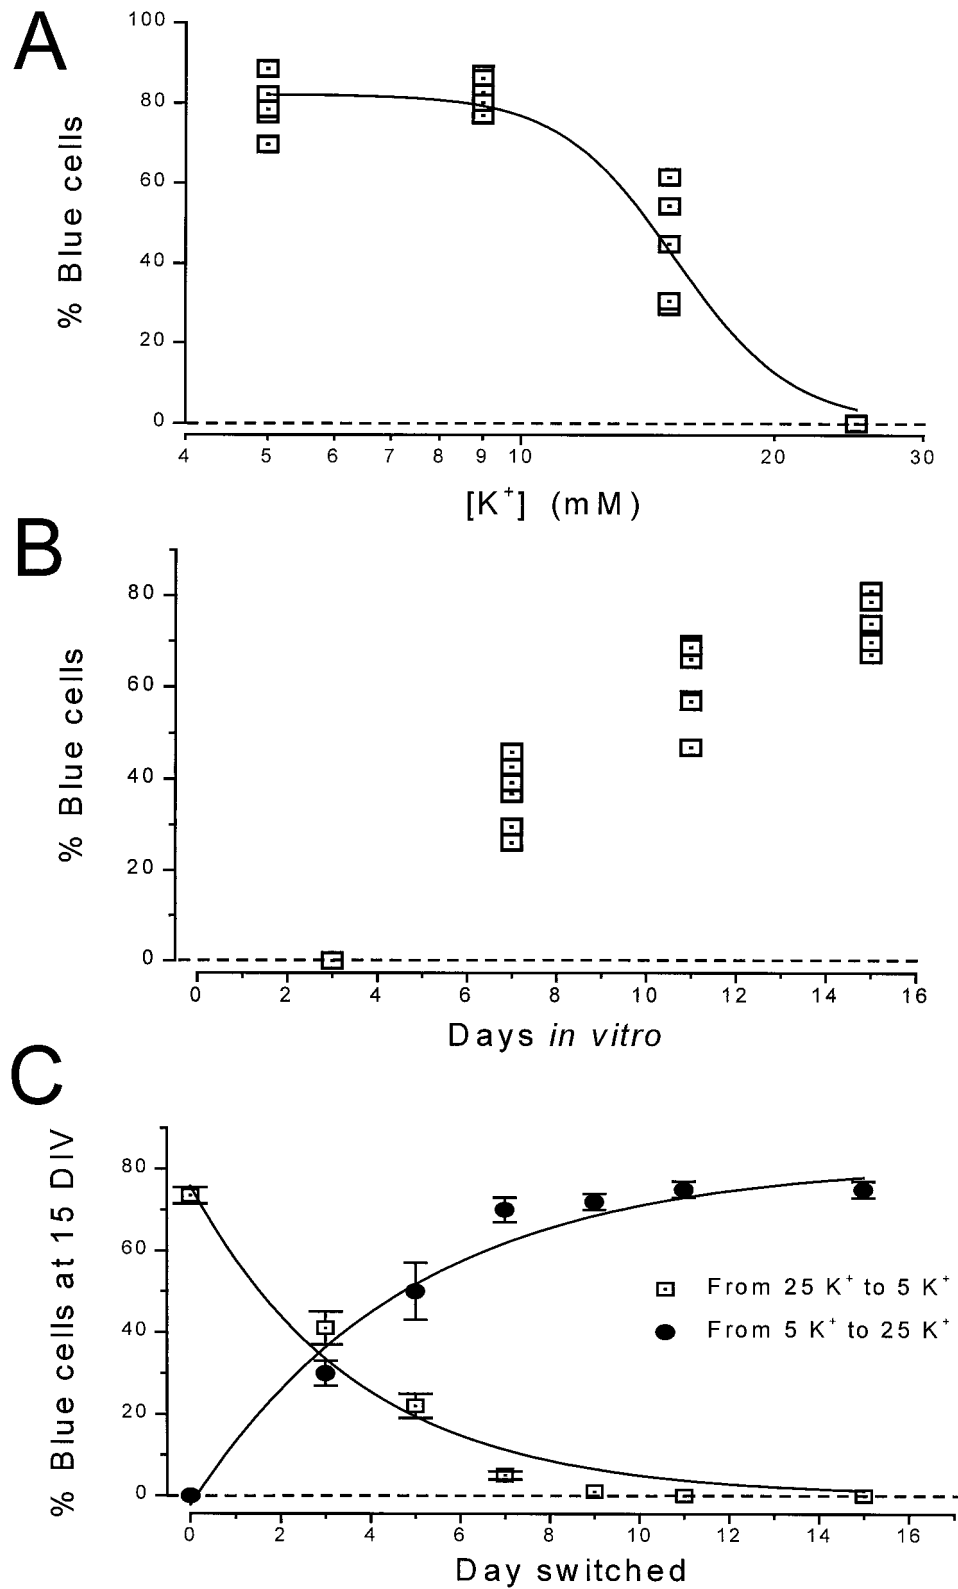 A
100
80
60
40
20
0
% Blue cells
4 5 6 7 8 9 10 20 30
[K⁺] (mM)
B
80
60
40
20
0
% Blue cells
0 2 4 6 8 10 12 14 16
Days in vitro
C
80
60
40
20
0
% Blue cells at 15 DIV
From 25 K⁺ to 5 K⁺
From 5 K⁺ to 25 K⁺
0 2 4 6 8 10 12 14 16
Day switched